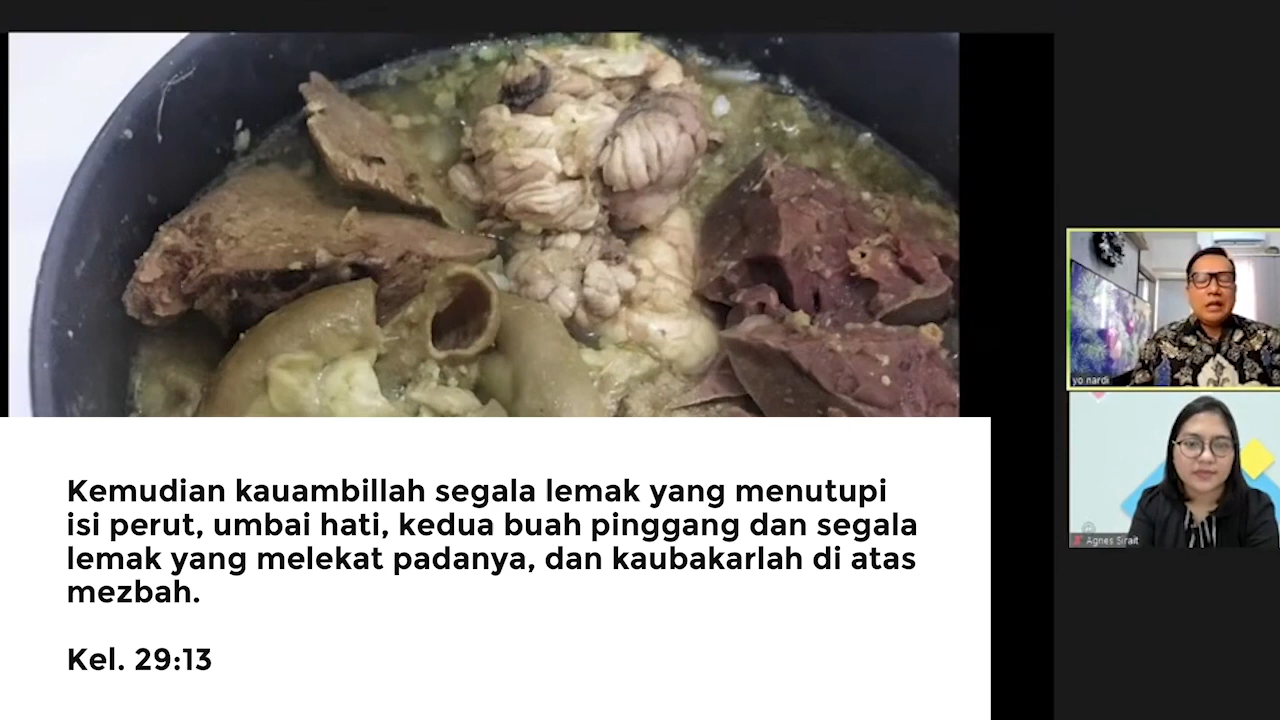 Kemudian kauambillah segala lemak yang menutupi
isi perut, umbai hati, kedua buah pinggang dan segala
lemak yang melekat padanya, dan kaubakarlah di atas
mezbah.
Kel. 29:13
yo nardi
Agnes Sirait